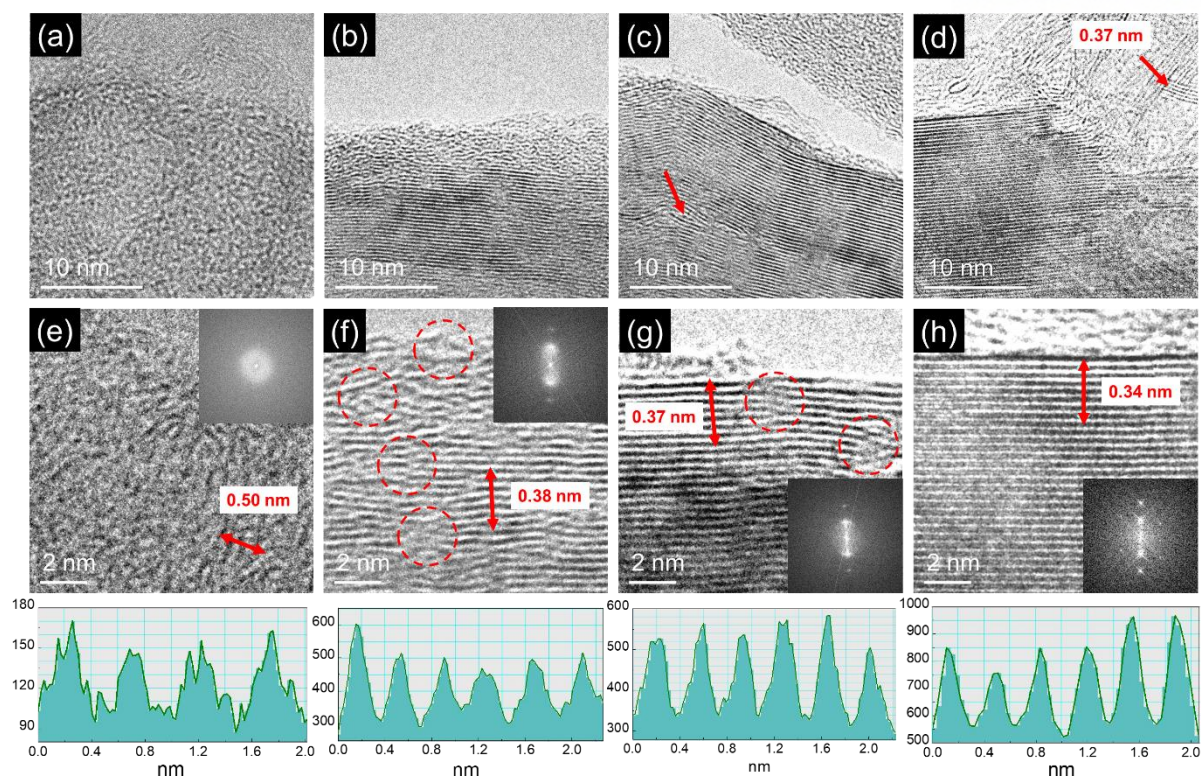 (a)
(b)
(c)
(d)
0.37 nm
10 nm
10 nm
10 nm
10 nm
(e)
(f)
(g)
(h)
0.50 nm
0.38 nm
0.37 nm
0.34 nm
2 nm
2 nm
2 nm
2 nm
180
150
120
90
0.0 0.4 0.8 1.2 1.6 2.0
nm
600
500
400
300
0.0 0.4 0.8 1.2 1.6 2.0
nm
600
500
400
300
0.0 0.4 0.8 1.2 1.6 2.0
nm
1000
900
800
700
600
500
0.0 0.4 0.8 1.2 1.6 2.0
nm